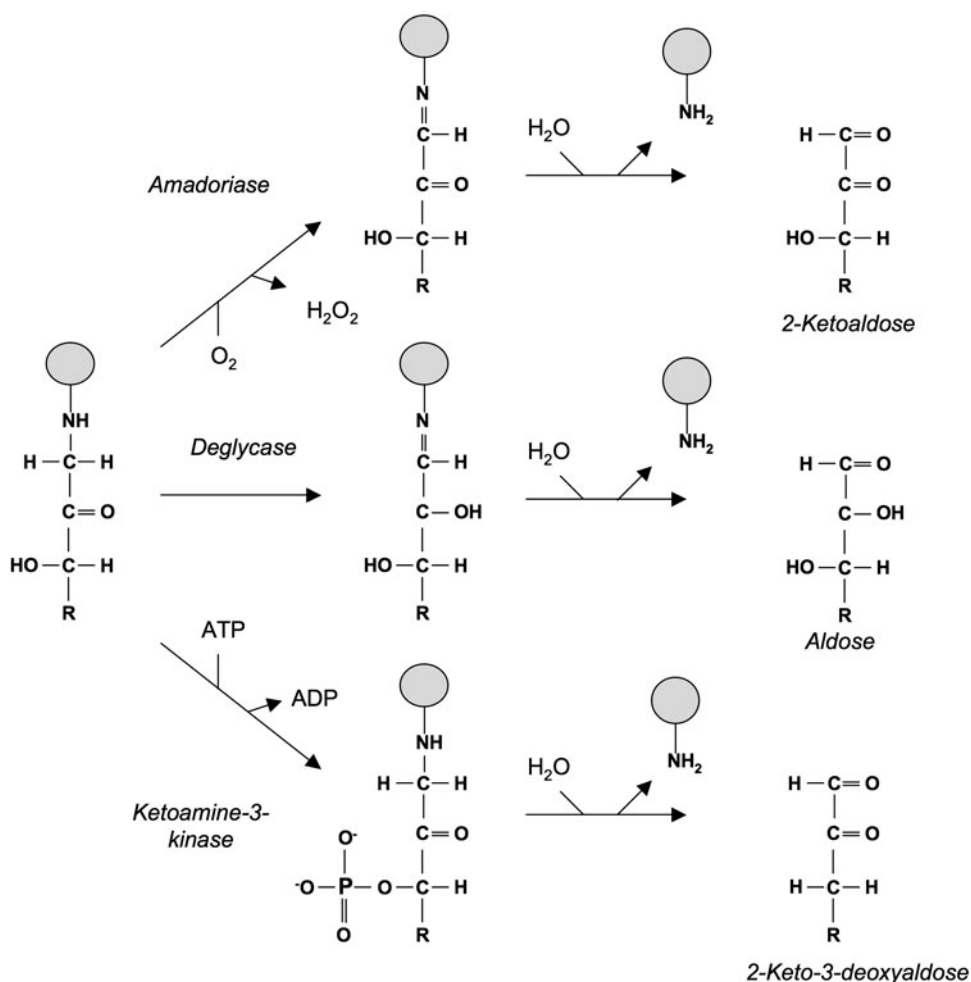 N
C – H
C = O
HO – C – H
R
Amadoriase
H₂O₂
O₂
H₂O
NH₂
H – C = O
C = O
HO – C – H
R
2-Ketoaldose
NH
H – C – H
C = O
HO – C – H
R
Deglycase
N
C – H
C – OH
HO – C – H
R
H₂O
NH₂
H – C = O
C – OH
HO – C – H
R
Aldose
ATP
ADP
Ketoamine-3-
kinase
NH
H – C – H
C = O
O⁻
⁻O – P – O – C – H
O
R
H₂O
NH₂
H – C = O
C = O
H – C – H
R
2-Keto-3-deoxyaldose